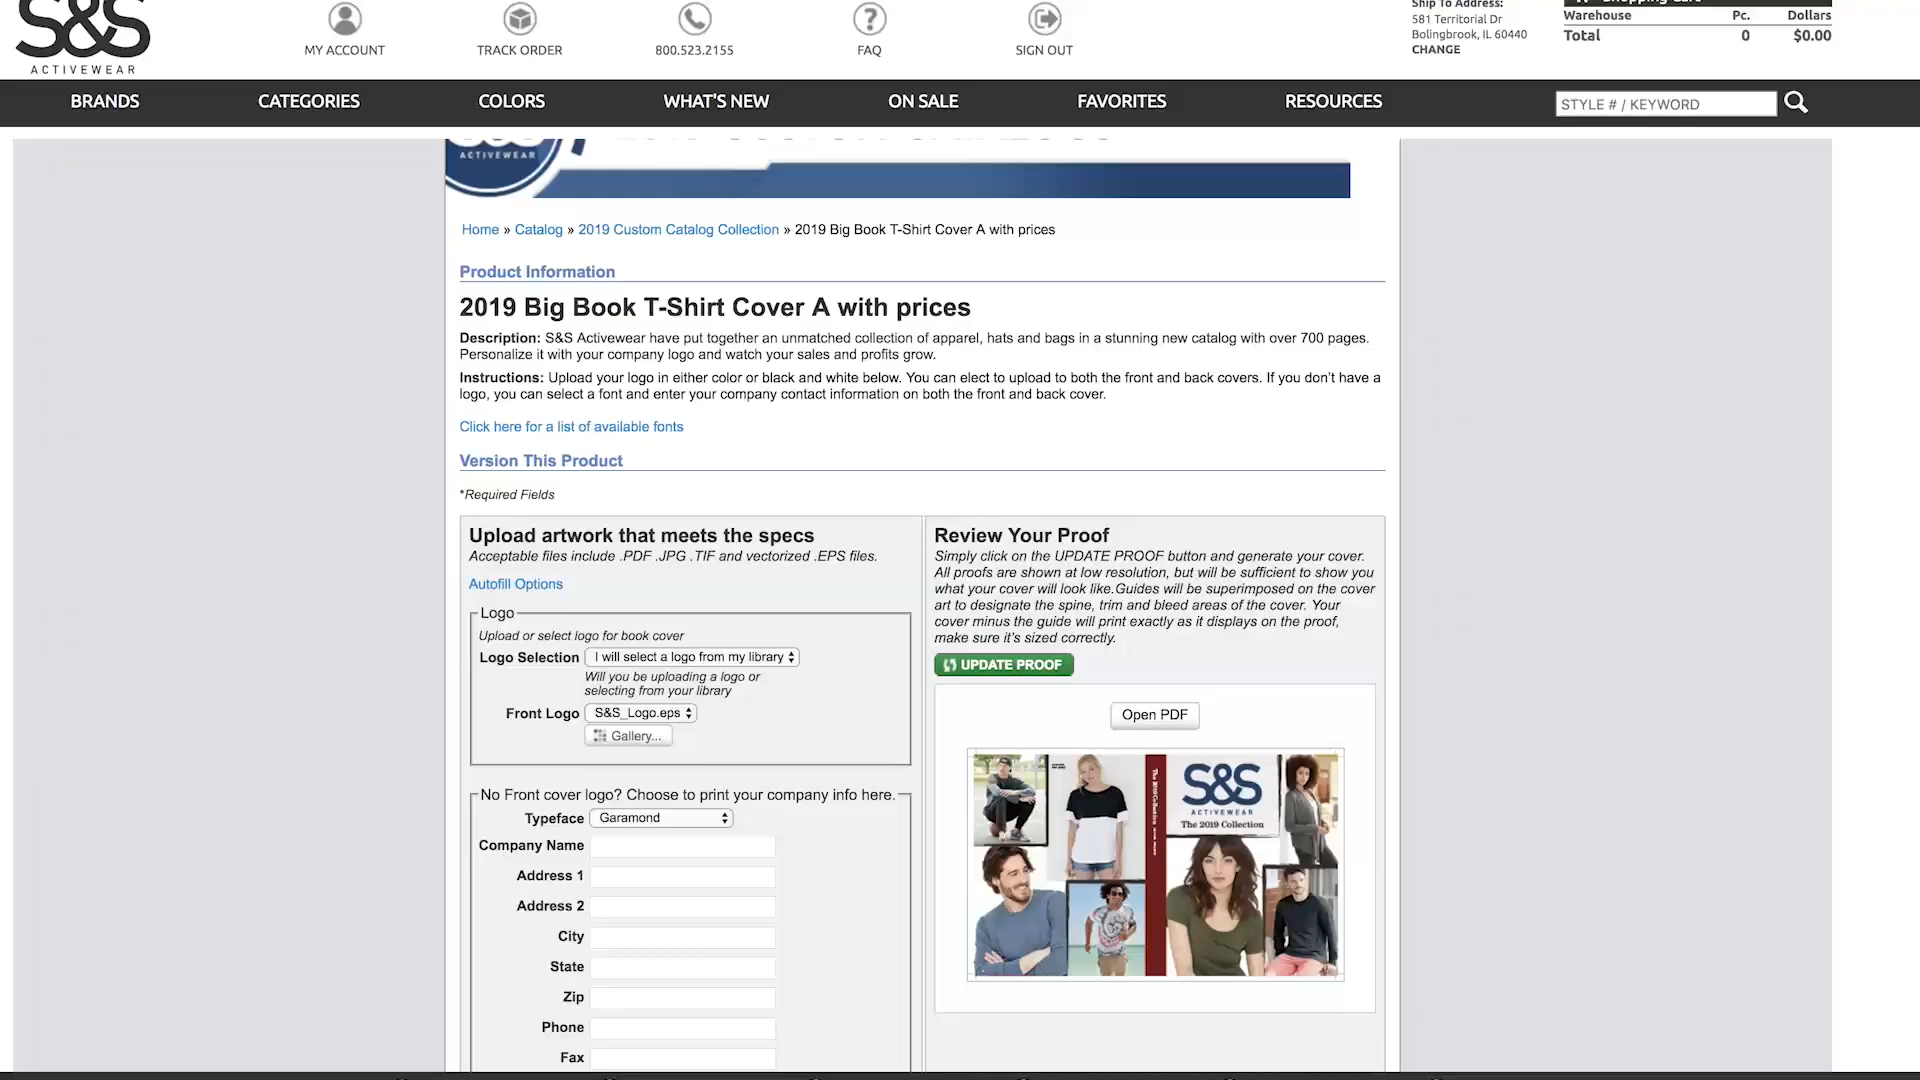 S&S
ACTIVEWEAR
MY ACCOUNT
TRACK ORDER
800.523.2155
FAQ
SIGN OUT
Ship To Address:
581 Territorial Dr
Bolingbrook, IL 60440
CHANGE
Shopping Cart
Warehouse Pc. Dollars
Total 0 $0.00
BRANDS
CATEGORIES
COLORS
WHAT'S NEW
ON SALE
FAVORITES
RESOURCES
STYLE # / KEYWORD
ACTIVEWEAR
Home » Catalog » 2019 Custom Catalog Collection » 2019 Big Book T-Shirt Cover A with prices
Product Information
2019 Big Book T-Shirt Cover A with prices
Description: S&S Activewear have put together an unmatched collection of apparel, hats and bags in a stunning new catalog with over 700 pages.
Personalize it with your company logo and watch your sales and profits grow.
Instructions: Upload your logo in either color or black and white below. You can elect to upload to both the front and back covers. If you don't have a
logo, you can select a font and enter your company contact information on both the front and back cover.
Click here for a list of available fonts
Version This Product
*Required Fields
Upload artwork that meets the specs
Acceptable files include .PDF .JPG .TIF and vectorized .EPS files.
Autofill Options
Logo
Upload or select logo for book cover
Logo Selection I will select a logo from my library
Will you be uploading a logo or
selecting from your library
Front Logo S&S_Logo.eps
Gallery...
No Front cover logo? Choose to print your company info here.
Typeface Garamond
Company Name
Address 1
Address 2
City
State
Zip
Phone
Fax
Review Your Proof
Simply click on the UPDATE PROOF button and generate your cover.
All proofs are shown at low resolution, but will be sufficient to show you
what your cover will look like.Guides will be superimposed on the cover
art to designate the spine, trim and bleed areas of the cover. Your
cover minus the guide will print exactly as it displays on the proof,
make sure it's sized correctly.
UPDATE PROOF
Open PDF
The 2019 Collection
S&S
ACTIVEWEAR
The 2019 Collection